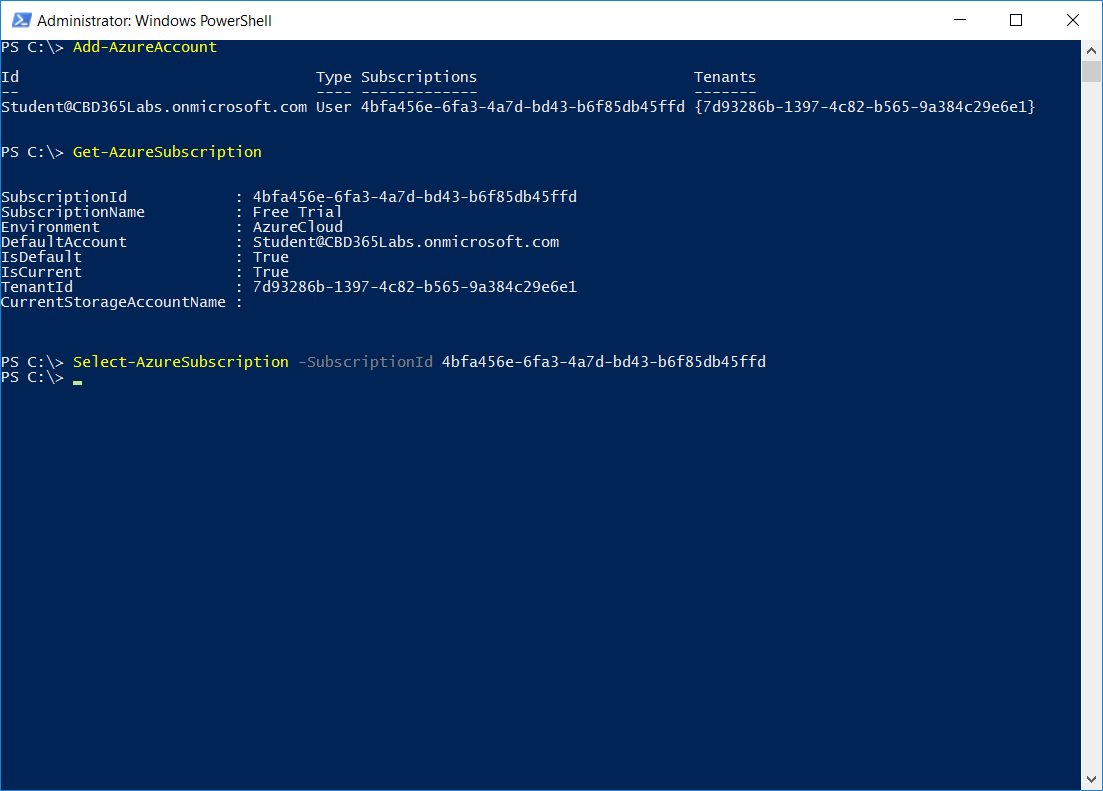 Administrator: Windows PowerShell
PS C:\> Add-AzureAccount
Id                                 Type Subscriptions                        Tenants
--                                 ---- -------------                        -------
Student@CBD365Labs.onmicrosoft.com User 4bfa456e-6fa3-4a7d-bd43-b6f85db45ffd {7d93286b-1397-4c82-b565-9a384c29e6e1}
PS C:\> Get-AzureSubscription
SubscriptionId            : 4bfa456e-6fa3-4a7d-bd43-b6f85db45ffd
SubscriptionName          : Free Trial
Environment               : AzureCloud
DefaultAccount            : Student@CBD365Labs.onmicrosoft.com
IsDefault                 : True
IsCurrent                 : True
TenantId                  : 7d93286b-1397-4c82-b565-9a384c29e6e1
CurrentStorageAccountName :
PS C:\> Select-AzureSubscription -SubscriptionId 4bfa456e-6fa3-4a7d-bd43-b6f85db45ffd
PS C:\>